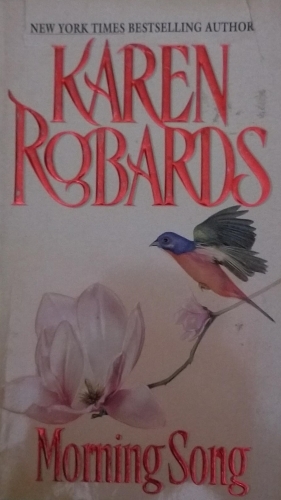 NEW YORK TIMES BESTSELLING AUTHOR
KAREN
ROBARDS
Morning Song